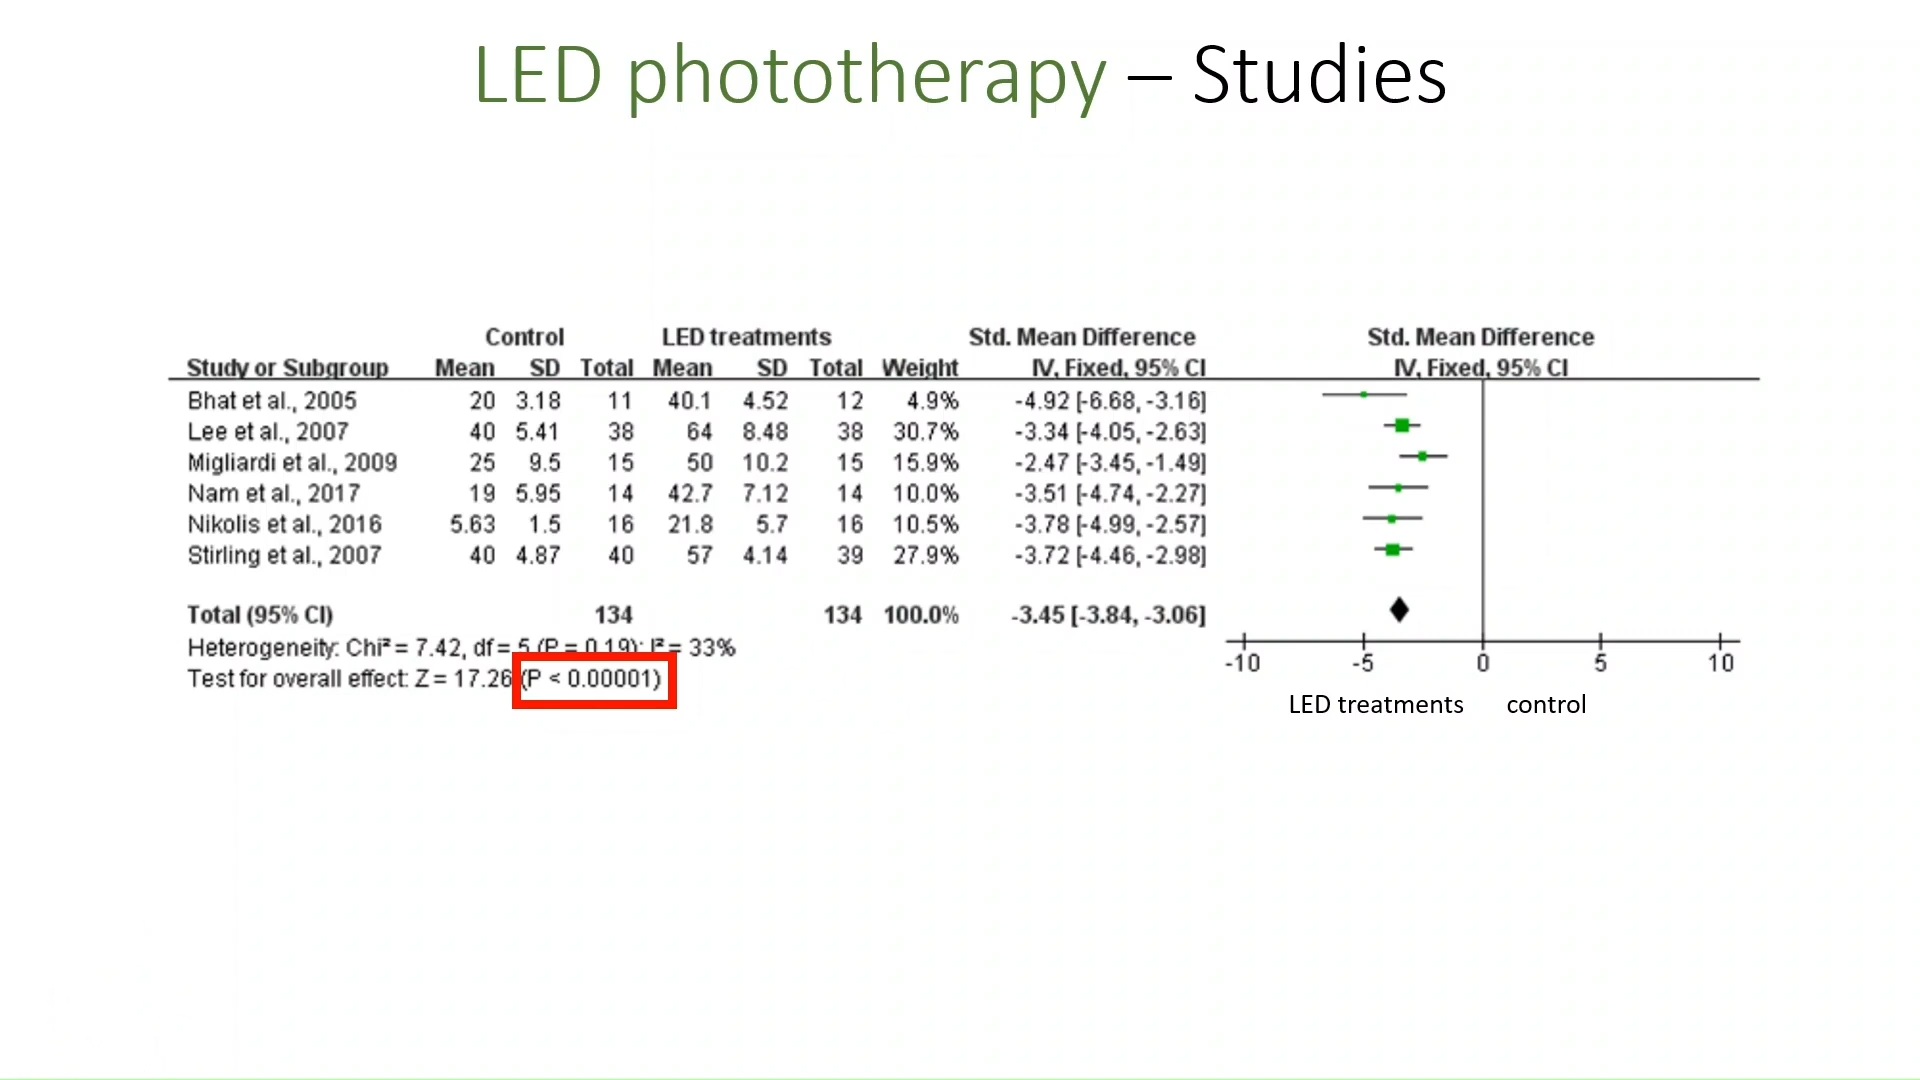 LED phototherapy – Studies
Control LED treatments Std. Mean Difference Std. Mean Difference
Study or Subgroup Mean SD Total Mean SD Total Weight IV, Fixed, 95% CI IV, Fixed, 95% CI
Bhat et al., 2005 20 3.18 11 40.1 4.52 12 4.9% -4.92 [-6.68, -3.16]
Lee et al., 2007 40 5.41 38 64 8.48 38 30.7% -3.34 [-4.05, -2.63]
Migliardi et al., 2009 25 9.5 15 50 10.2 15 15.9% -2.47 [-3.45, -1.49]
Nam et al., 2017 19 5.95 14 42.7 7.12 14 10.0% -3.51 [-4.74, -2.27]
Nikolis et al., 2016 5.63 1.5 16 21.8 5.7 16 10.5% -3.78 [-4.99, -2.57]
Stirling et al., 2007 40 4.87 40 57 4.14 39 27.9% -3.72 [-4.46, -2.98]
Total (95% CI) 134 134 100.0% -3.45 [-3.84, -3.06]
Heterogeneity: Chi² = 7.42, df = 5 (P = 0.19); I² = 33%
Test for overall effect: Z = 17.26 (P < 0.00001)
-10 -5 0 5 10
LED treatments control